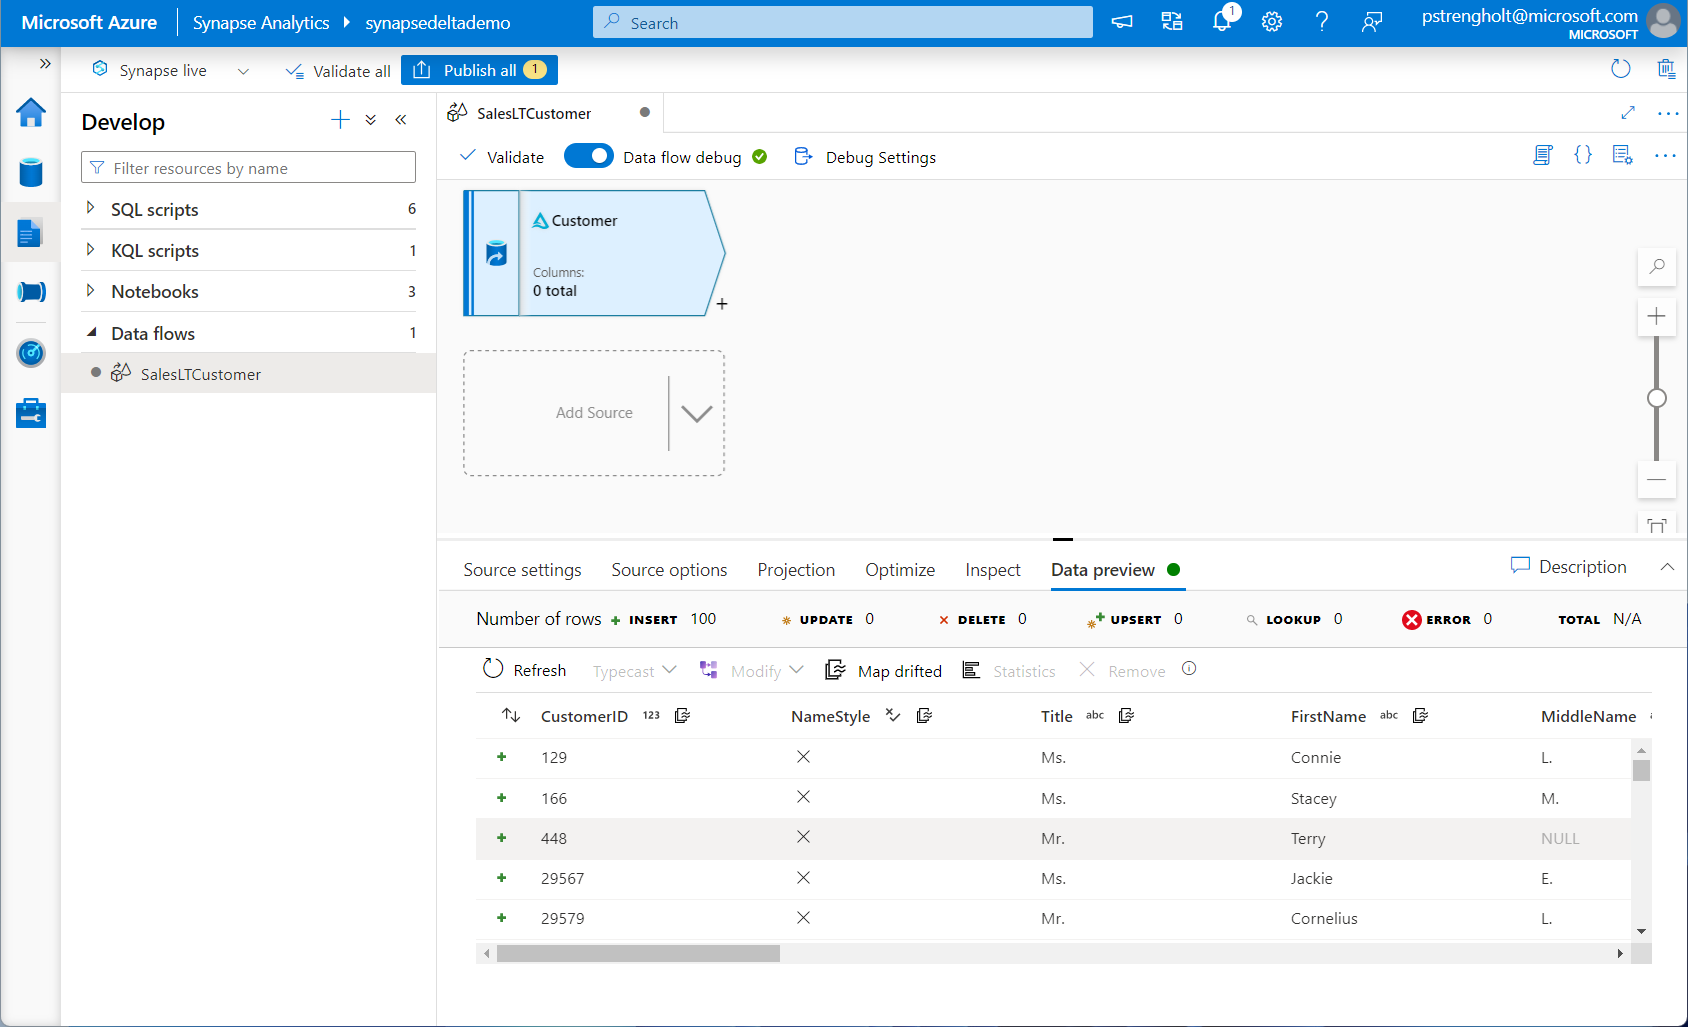 Microsoft Azure
Synapse Analytics
synapsedeltademo
Search
1
pstrengholt@microsoft.com
MICROSOFT
Synapse live
Validate all
Publish all 1
Develop
Filter resources by name
SQL scripts 6
KQL scripts 1
Notebooks 3
Data flows 1
SalesLTCustomer
SalesLTCustomer
Validate
Data flow debug
Debug Settings
{}
Customer
Columns:
0 total
Add Source
Source settings Source options Projection Optimize Inspect Data preview Description
Number of rows INSERT 100 UPDATE 0 DELETE 0 UPSERT 0 LOOKUP 0 ERROR 0 TOTAL N/A
Refresh Typecast Modify Map drifted Statistics Remove
CustomerID 123 NameStyle Title abc FirstName abc MiddleName
129 Ms. Connie L.
166 Ms. Stacey M.
448 Mr. Terry NULL
29567 Ms. Jackie E.
29579 Mr. Cornelius L.